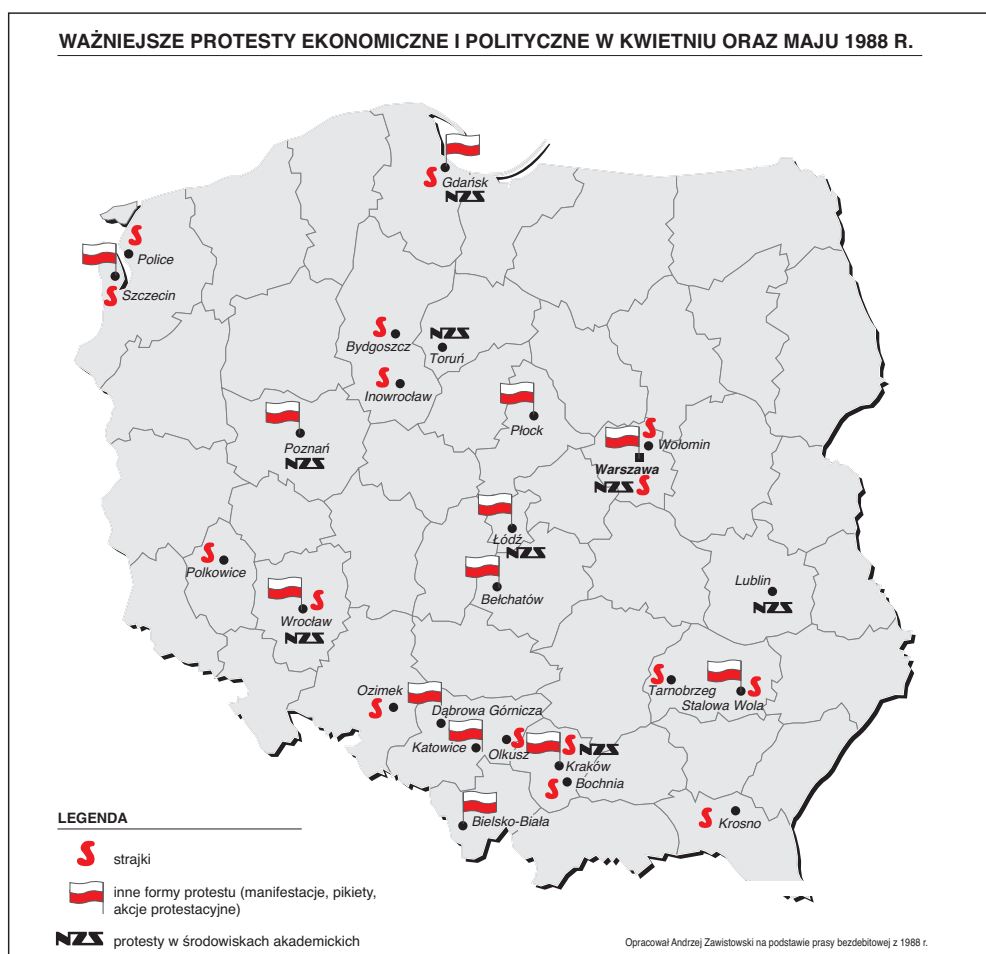 WAŻNIEJSZE PROTESTY EKONOMICZNE I POLITYCZNE W KWIETNIU ORAZ MAJU 1988 R.
S Gdańsk
NZS
S
Police
S Szczecin
S
Bydgoszcz
NZS
Toruń
S
Inowrocław
Płock
Poznań
NZS
S
Wołomin
Warszawa
NZS S
Łódź
NZS
Bełchatów
S
Polkowice
S
Wrocław
NZS
Lublin
NZS
S
Tarnobrzeg
S
Stalowa Wola
Ozimek
S
Dąbrowa Górnicza
Katowice
S
Olkusz
S NZS
Kraków
S Bochnia
Bielsko-Biała
S Krosno
LEGENDA
S strajki
inne formy protestu (manifestacje, pikiety,
akcje protestacyjne)
NZS protesty w środowiskach akademickich
Opracował Andrzej Zawistowski na podstawie prasy bezdebitowej z 1988 r.